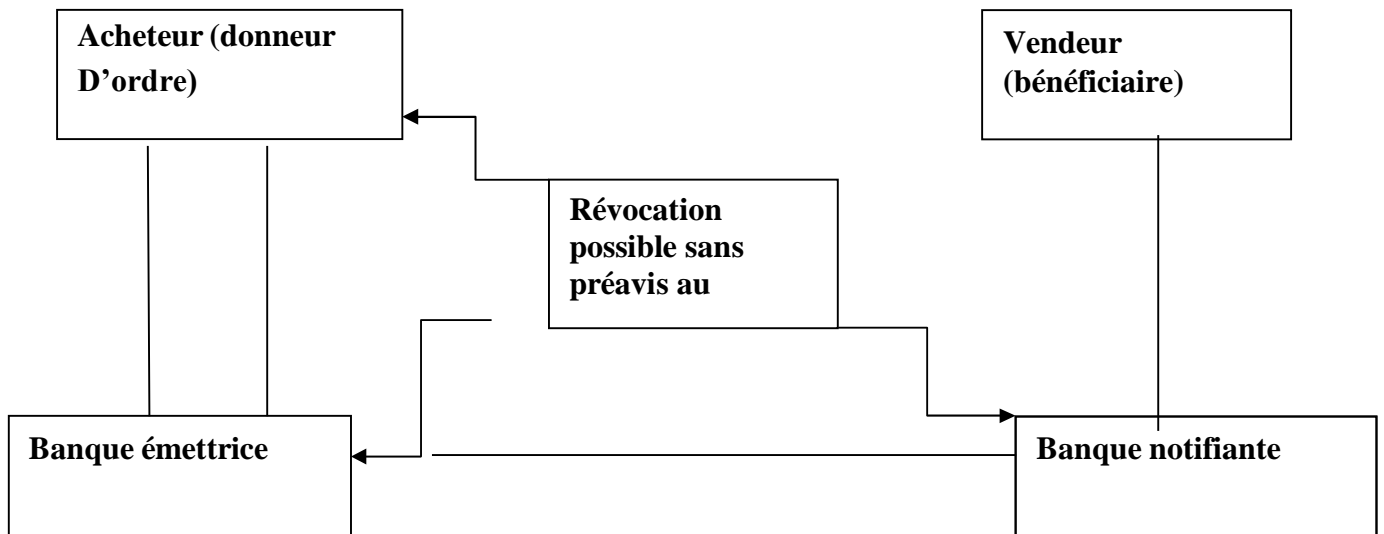 Acheteur (donneur
D’ordre)
Vendeur
(bénéficiaire)
Révocation
possible sans
préavis au
Banque émettrice
Banque notifiante